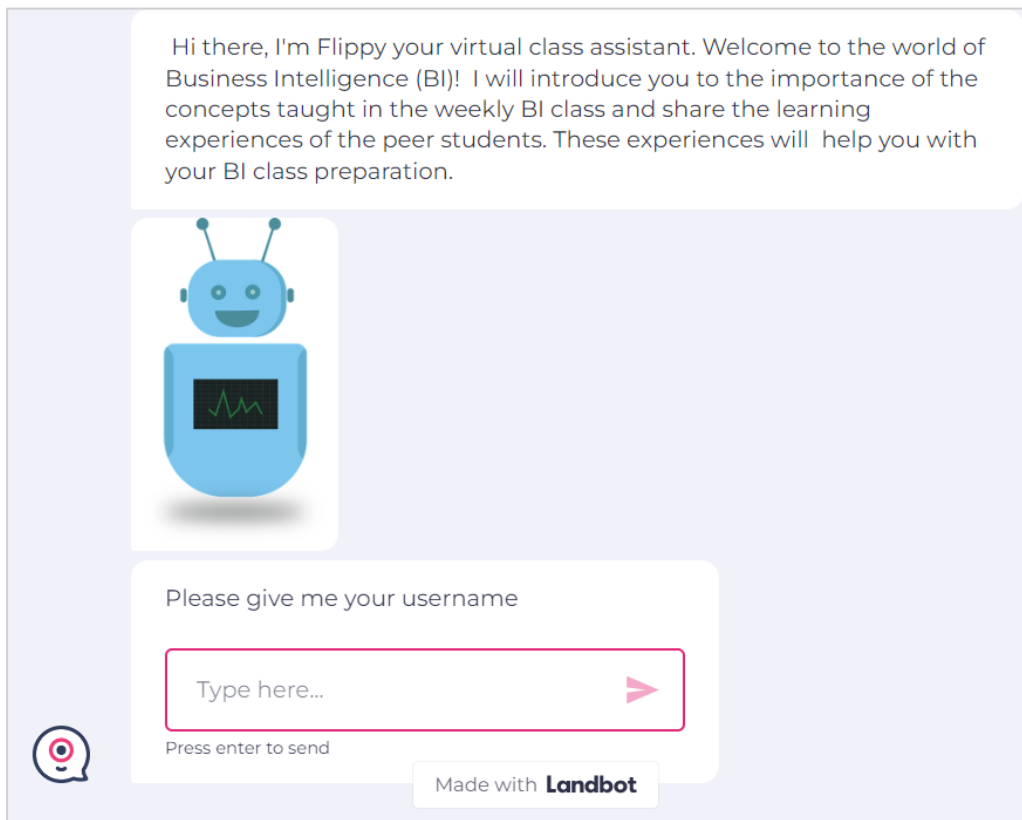 Hi there, I'm Flippy your virtual class assistant. Welcome to the world of
Business Intelligence (BI)! I will introduce you to the importance of the
concepts taught in the weekly BI class and share the learning
experiences of the peer students. These experiences will help you with
your BI class preparation.
Please give me your username
Type here...
Press enter to send
Made with Landbot